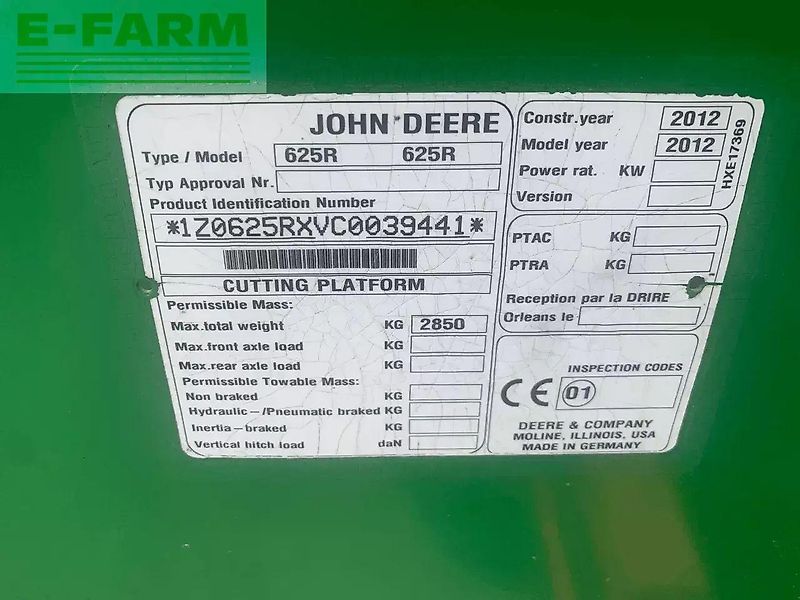 E-FARM
JOHN DEERE
Type / Model 625R 625R
Typ Approval Nr.
Product Identification Number
*1Z0625RXVC0039441*
CUTTING PLATFORM
Permissible Mass:
Max.total weight KG 2850
Max.front axle load KG
Max.rear axle load KG
Permissible Towable Mass:
Non braked KG
Hydraulic-/Pneumatic braked KG
Inertia-braked KG
Vertical hitch load daN
Constr.year 2012
Model year 2012
Power rat. KW
Version
HXE17369
PTAC KG
PTRA KG
Reception par la DRIRE
Orleans le
INSPECTION CODES
CE 01
DEERE & COMPANY
MOLINE, ILLINOIS, USA
MADE IN GERMANY